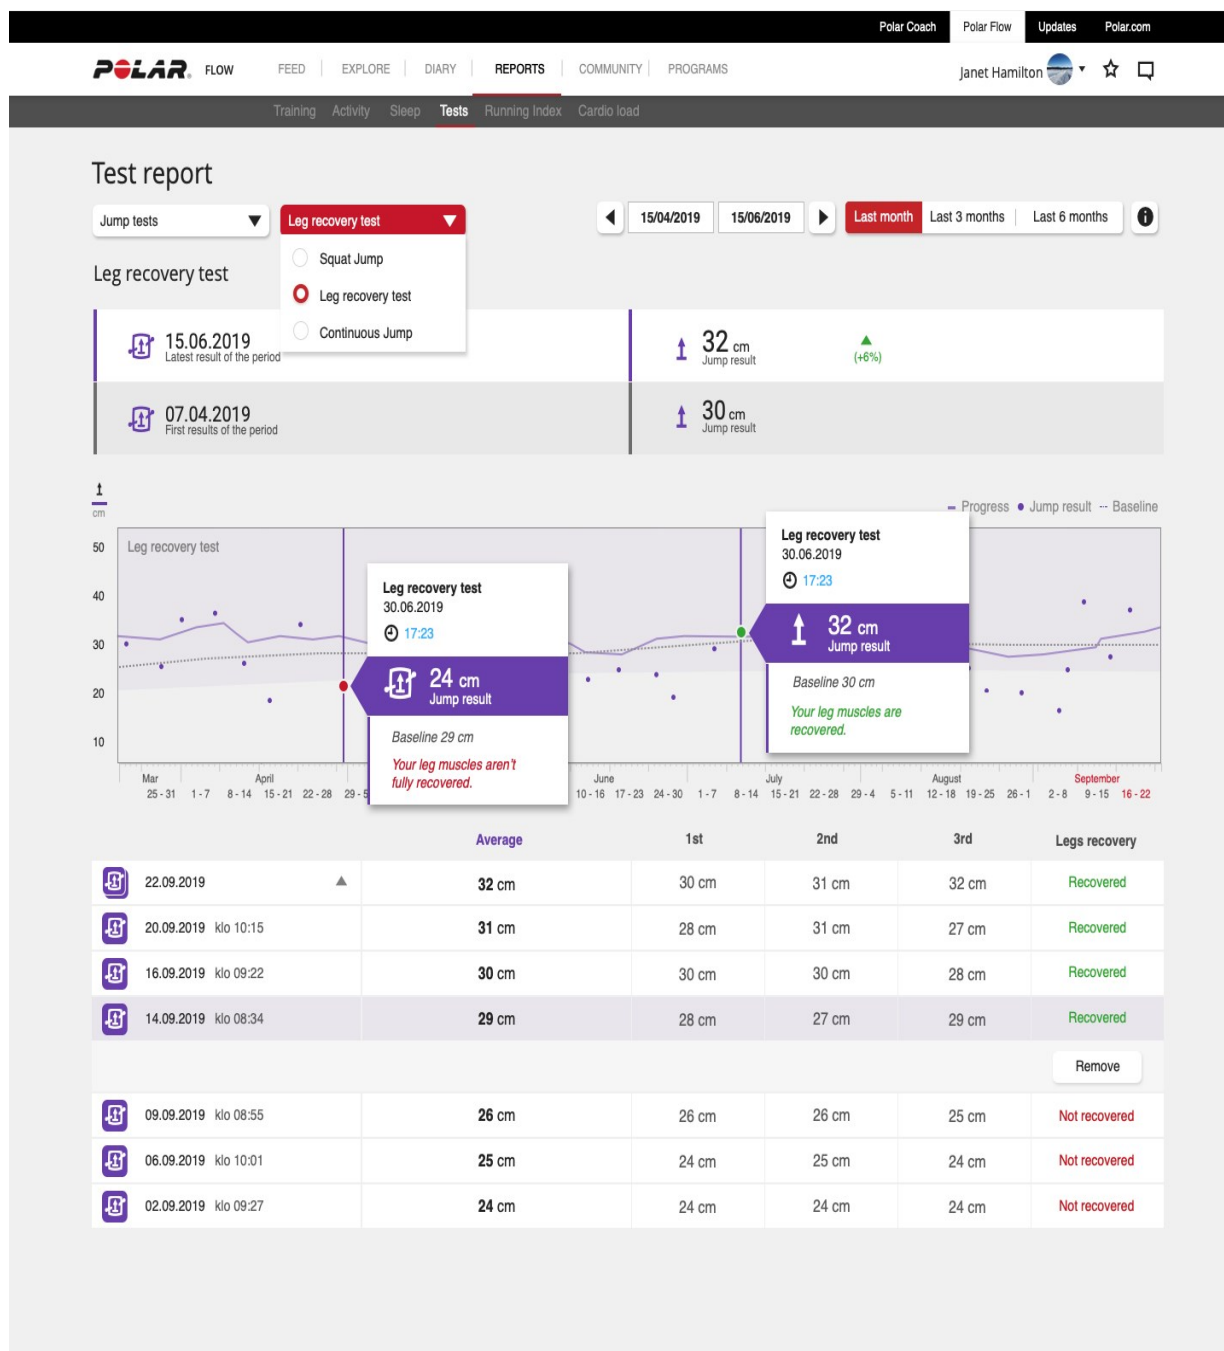 Polar Coach Polar Flow Updates Polar.com
POLAR. FLOW FEED EXPLORE DIARY REPORTS COMMUNITY PROGRAMS Janet Hamilton
Training Activity Sleep Tests Running Index Cardio load
Test report
Jump tests Leg recovery test 15/04/2019 15/06/2019 Last month Last 3 months Last 6 months
Squat Jump
Leg recovery test
Leg recovery test
Continuous Jump
15.06.2019
Latest result of the period
32 cm
Jump result
(+6%)
07.04.2019
First results of the period
30 cm
Jump result
cm
Progress Jump result Baseline
Leg recovery test
50
40
30
20
10
Leg recovery test
30.06.2019
17:23
24 cm
Jump result
Baseline 29 cm
Your leg muscles aren't
fully recovered.
Leg recovery test
30.06.2019
17:23
32 cm
Jump result
Baseline 30 cm
Your leg muscles are
recovered.
Mar April June July August September
25 - 31 1 - 7 8 - 14 15 - 21 22 - 28 29 - 5 10 - 16 17 - 23 24 - 30 1 - 7 8 - 14 15 - 21 22 - 28 29 - 4 5 - 11 12 - 18 19 - 25 26 - 1 2 - 8 9 - 15 16 - 22
Average 1st 2nd 3rd Legs recovery
22.09.2019 32 cm 30 cm 31 cm 32 cm Recovered
20.09.2019 klo 10:15 31 cm 28 cm 31 cm 27 cm Recovered
16.09.2019 klo 09:22 30 cm 30 cm 30 cm 28 cm Recovered
14.09.2019 klo 08:34 29 cm 28 cm 27 cm 29 cm Recovered
Remove
09.09.2019 klo 08:55 26 cm 26 cm 26 cm 25 cm Not recovered
06.09.2019 klo 10:01 25 cm 24 cm 25 cm 24 cm Not recovered
02.09.2019 klo 09:27 24 cm 24 cm 24 cm 24 cm Not recovered